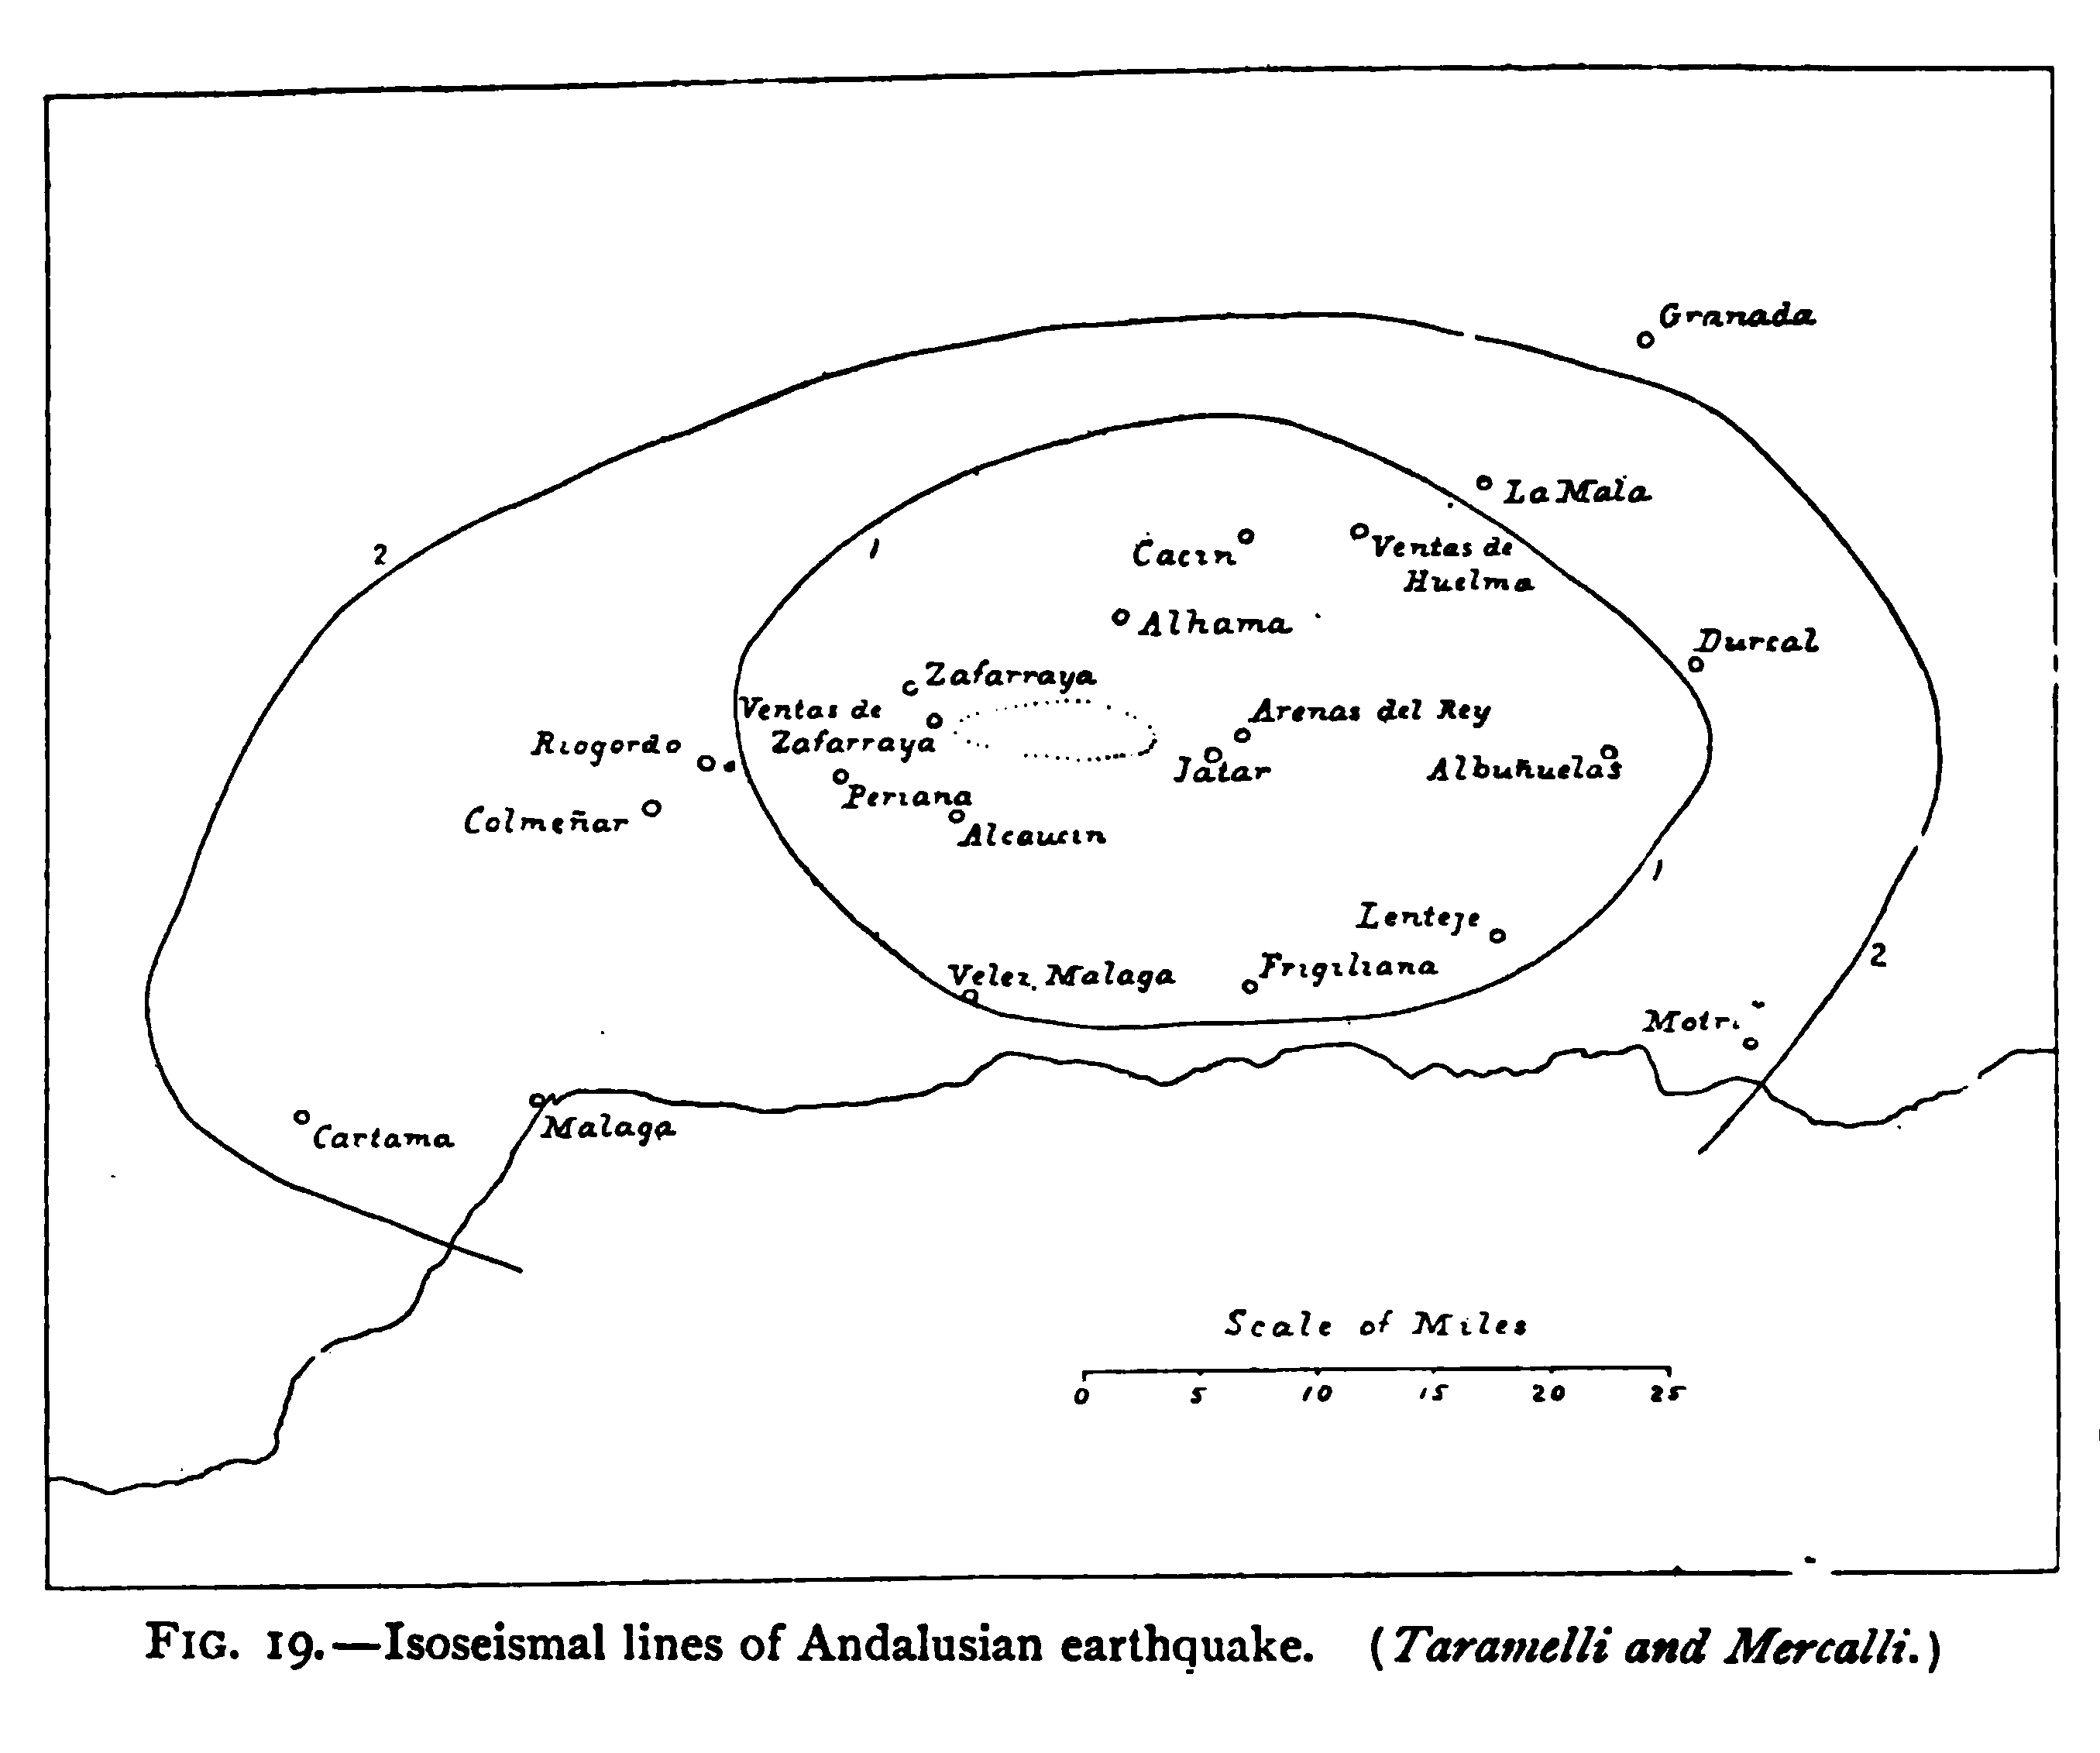 Granada
2
La Mala
1
Cacin
Ventas de
Huelma
Alhama
Durcal
Zafarraya
Ventas de
Zafarraya
Arenas del Rey
Riogordo
Jatar
Albuñuelas
Periana
Colmeñar
Alcaucin
1
Lenteje
2
Velez Malaga
Frigiliana
Motri
Malaga
Cartama
Scale of Miles
0 5 10 15 20 25
FIG. 19.—Isoseismal lines of Andalusian earthquake. (Taramelli and Mercalli.)